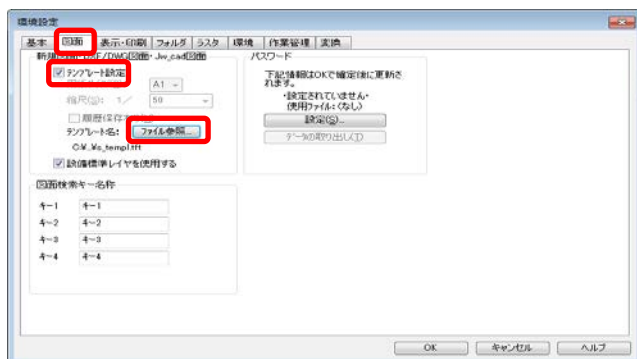 環境設定
基本 図面 表示・印刷 フォルダ ラスタ 環境 作業管理 変換
新規図面・DXF/DWG図面・Jw_cad図面
テンプレート設定
A1
縮尺(S): 1/ 50
履歴保存
テンプレート名: ファイル参照...
C:¥..¥s_templ.tft
設備標準レイヤを使用する
図面検索キー名称
キー1 キー1
キー2 キー2
キー3 キー3
キー4 キー4
パスワード
下記情報はOKで確定後に更新さ
れます。
・設定されていません・
使用ファイル:(なし)
設定(S)...
データの取り出し(T)
OK キャンセル ヘルプ